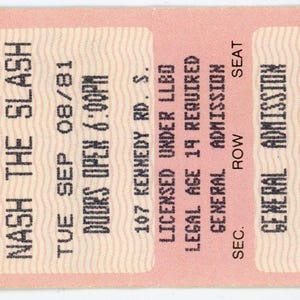 NASH THE SLASH
TUE SEP 08/81
DOORS OPEN 6:00PM
107 KENNEDY RD. S.
LICENSED UNDER LLBO
LEGAL AGE 19 REQUIRED
GENERAL ADMISSION
SEC. ROW SEAT
GENERAL ADMISSION